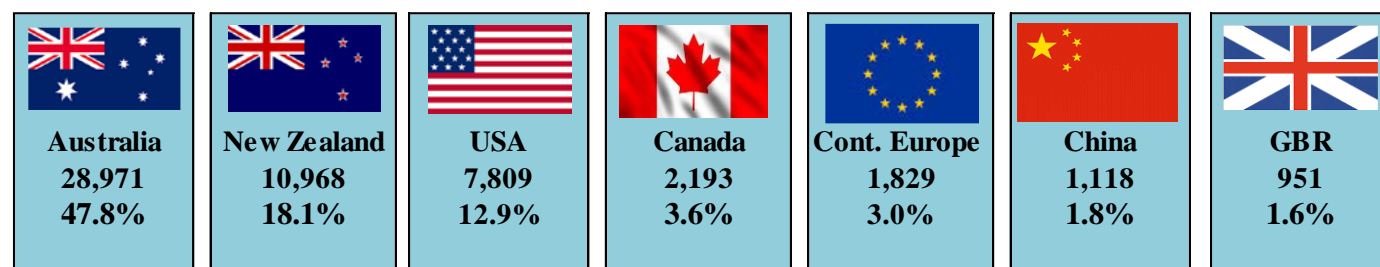 Australia
28,971
47.8%
New Zealand
10,968
18.1%
USA
7,809
12.9%
Canada
2,193
3.6%
Cont. Europe
1,829
3.0%
China
1,118
1.8%
GBR
951
1.6%